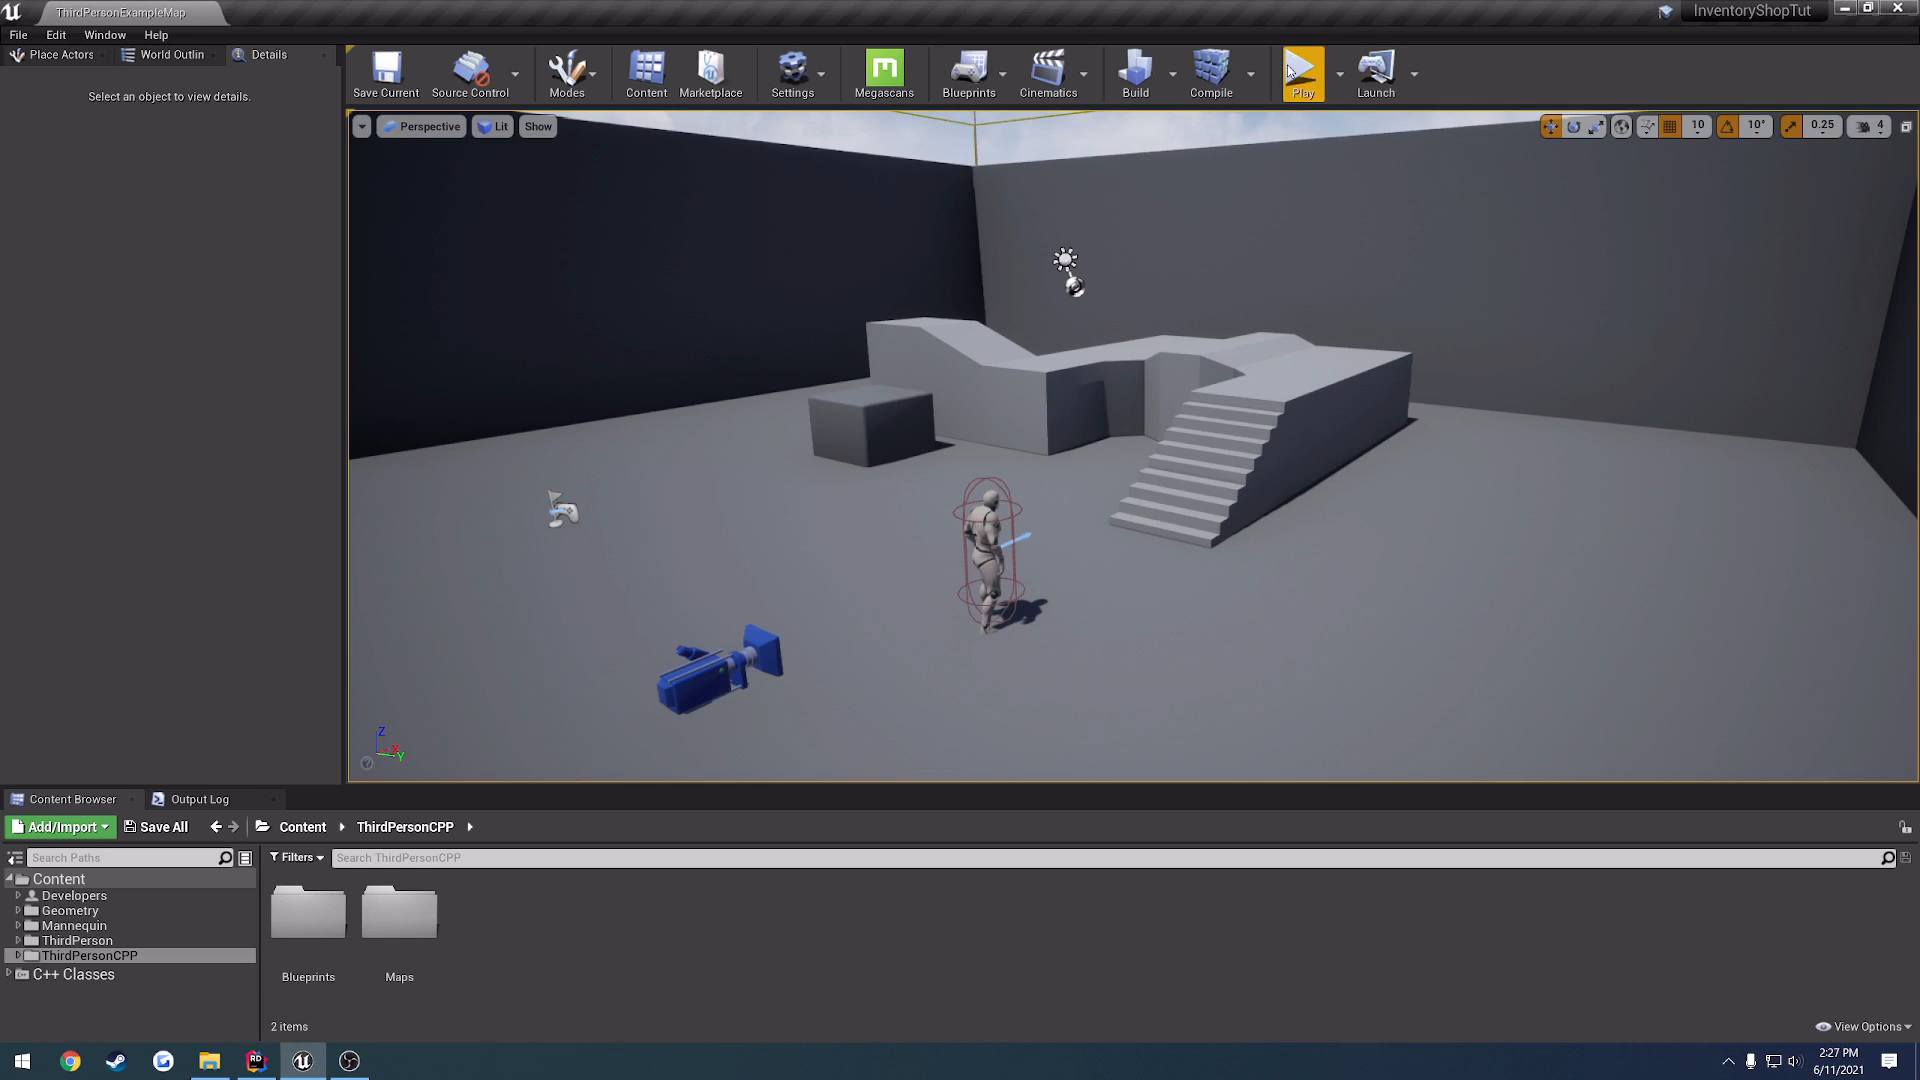 ThirdPersonExampleMap
InventoryShopTut
File Edit Window Help
Place Actors World Outlin Details
Select an object to view details.
Save Current Source Control Modes Content Marketplace Settings Megascans Blueprints Cinematics Build Compile Play Launch
Perspective Lit Show
10 10° 0.25 4
Z
X
Y
Content Browser Output Log
Add/Import Save All Content ThirdPersonCPP
Search Paths
Filters Search ThirdPersonCPP
Content
Developers
Geometry
Mannequin
ThirdPerson
ThirdPersonCPP
C++ Classes
Blueprints Maps
2 items
View Options
RD
2:27 PM
6/11/2021